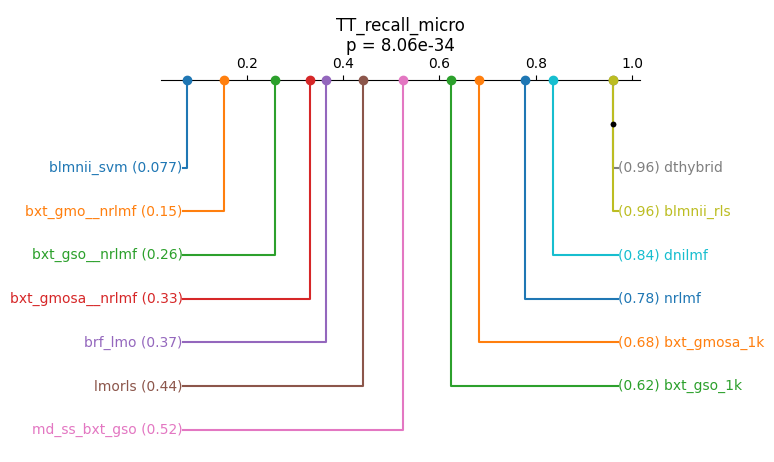 TT_recall_micro
p = 8.06e-34
0.2 0.4 0.6 0.8 1.0
blmnii_svm (0.077)
(0.96) dthybrid
bxt_gmo__nrlmf (0.15)
(0.96) blmnii_rls
bxt_gso__nrlmf (0.26)
(0.84) dnilmf
bxt_gmosa__nrlmf (0.33)
(0.78) nrlmf
brf_lmo (0.37)
(0.68) bxt_gmosa_1k
lmorls (0.44)
(0.62) bxt_gso_1k
md_ss_bxt_gso (0.52)